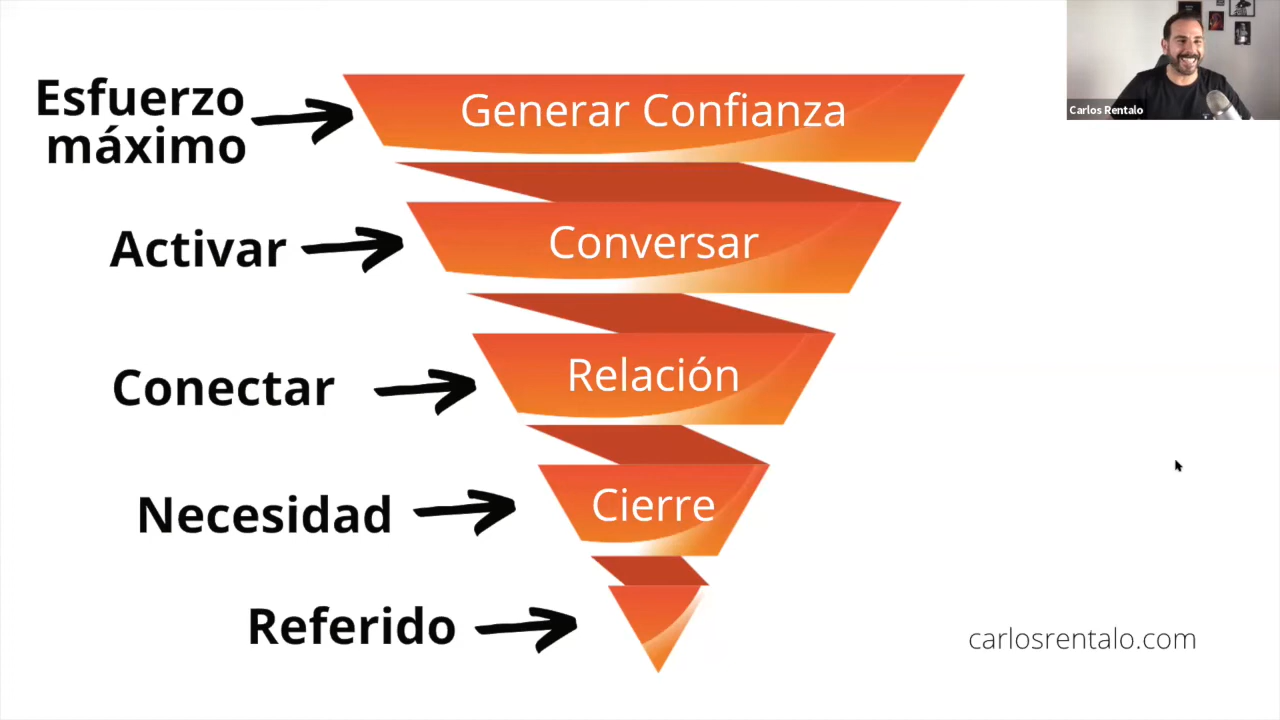 Esfuerzo
máximo
Generar Confianza
Carlos Rentalo
Activar
Conversar
Conectar
Relación
Necesidad
Cierre
Referido
carlosrentalo.com